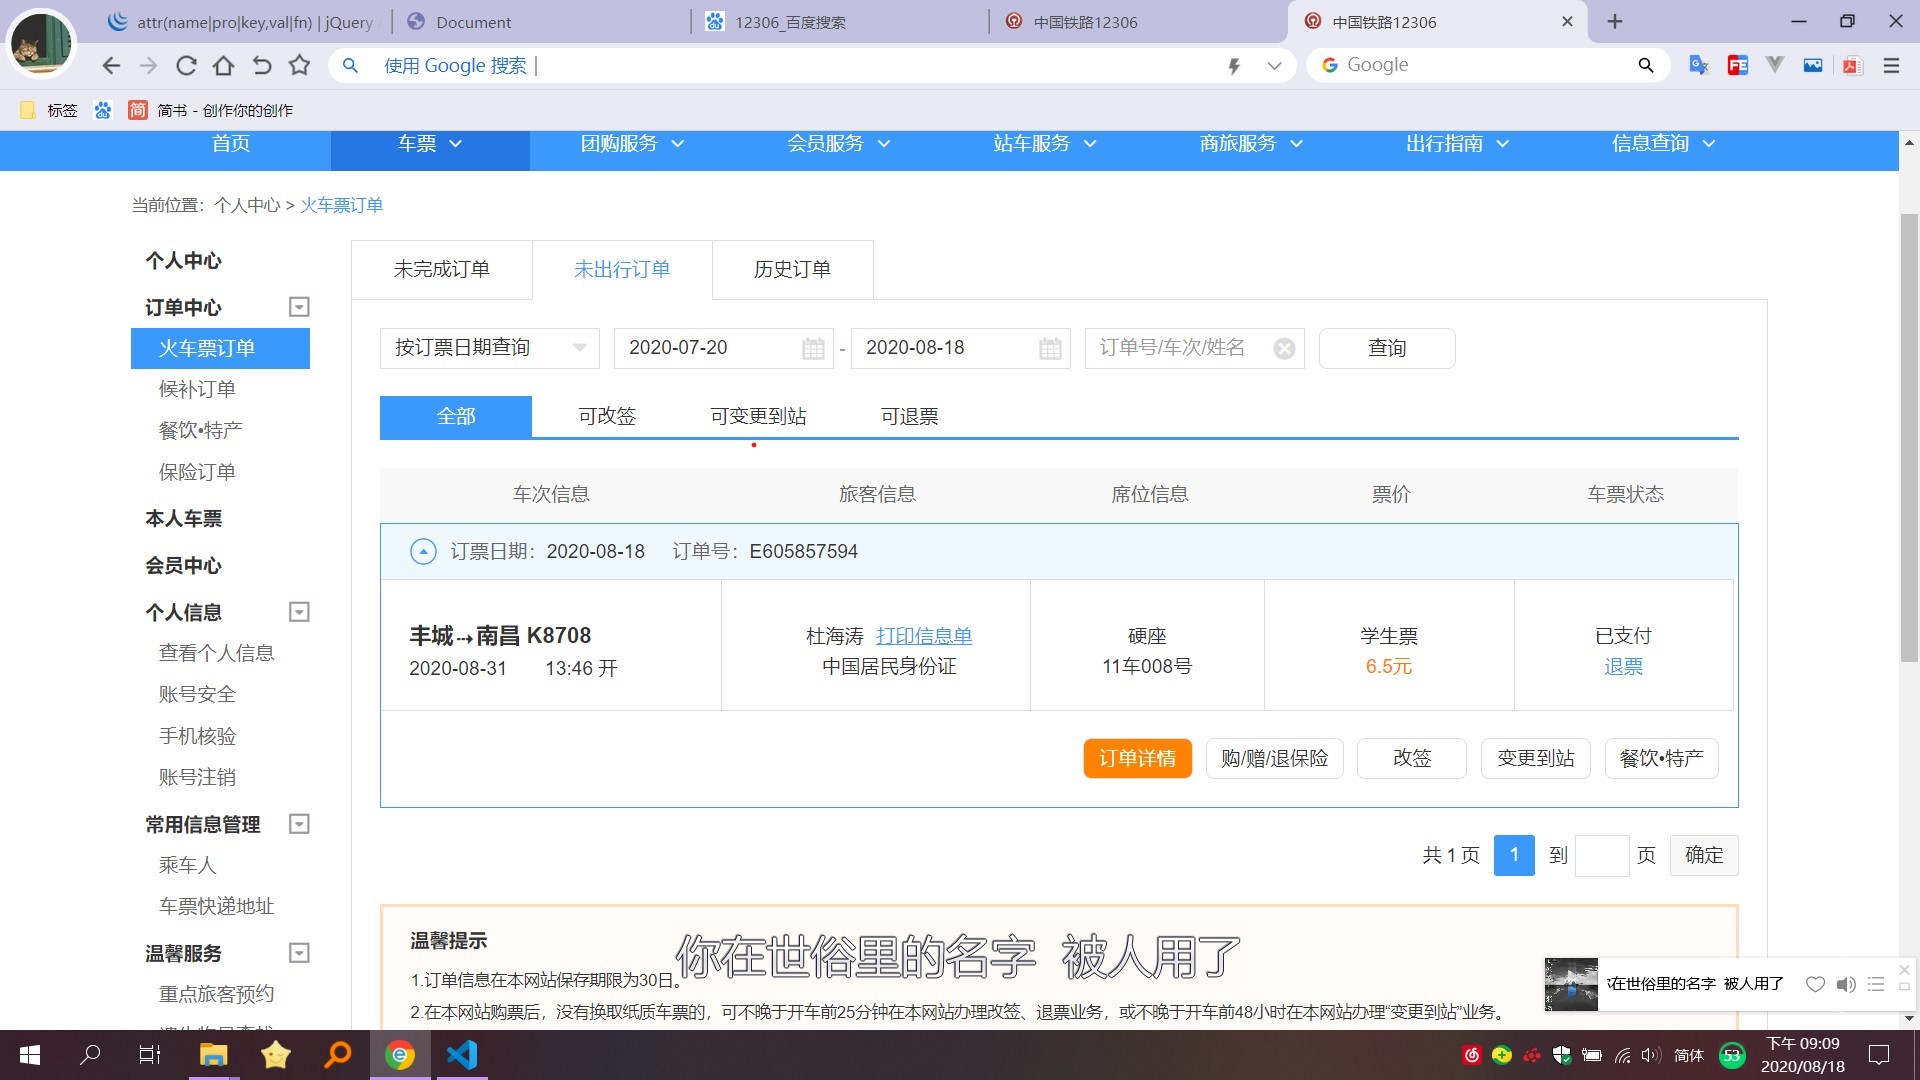 attr(name|pro|key,val|fn) | jQuery
Document
12306_百度搜索
中国铁路12306
中国铁路12306
使用 Google 搜索
Google
标签
简书 - 创作你的创作
首页
车票
团购服务
会员服务
站车服务
商旅服务
出行指南
信息查询
当前位置：个人中心 > 火车票订单
个人中心
订单中心
火车票订单
候补订单
餐饮•特产
保险订单
本人车票
会员中心
个人信息
查看个人信息
账号安全
手机核验
账号注销
常用信息管理
乘车人
车票快递地址
温馨服务
重点旅客预约
未完成订单
未出行订单
历史订单
按订票日期查询
2020-07-20
-
2020-08-18
订单号/车次/姓名
查询
全部
可改签
可变更到站
可退票
车次信息
旅客信息
席位信息
票价
车票状态
订票日期：2020-08-18 订单号：E605857594
丰城→南昌 K8708
2020-08-31 13:46 开
杜海涛 打印信息单
中国居民身份证
硬座
11车008号
学生票
6.5元
已支付
退票
订单详情
购/赠/退保险
改签
变更到站
餐饮•特产
共 1 页 1 到 页 确定
温馨提示
1.订单信息在本网站保存期限为30日。
2.在本网站购票后，没有换取纸质车票的，可不晚于开车前25分钟在本网站办理改签、退票业务，或不晚于开车前48小时在本网站办理“变更到站”业务。
你在世俗里的名字 被人用了
在世俗里的名字 被人用了
简体
53
下午 09:09
2020/08/18